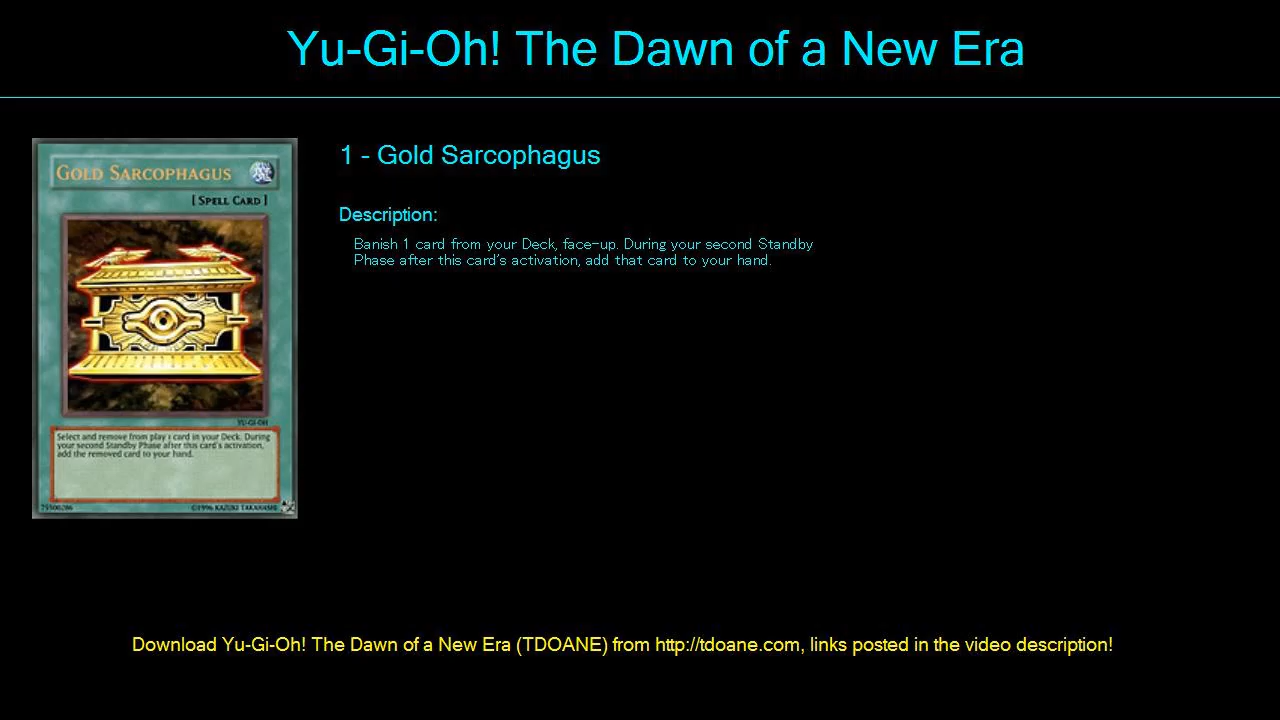 Yu-Gi-Oh! The Dawn of a New Era
GOLD SARCOPHAGUS
[ SPELL CARD ]
YU-GI-OH
Select and remove from play 1 card in your Deck. During
your second Standby Phase after this card's activation,
add the removed card to your hand.
©1996 KAZUKI TAKAHASHI
1 - Gold Sarcophagus
Description:
Banish 1 card from your Deck, face-up. During your second Standby
Phase after this card's activation, add that card to your hand.
Download Yu-Gi-Oh! The Dawn of a New Era (TDOANE) from http://tdoane.com, links posted in the video description!